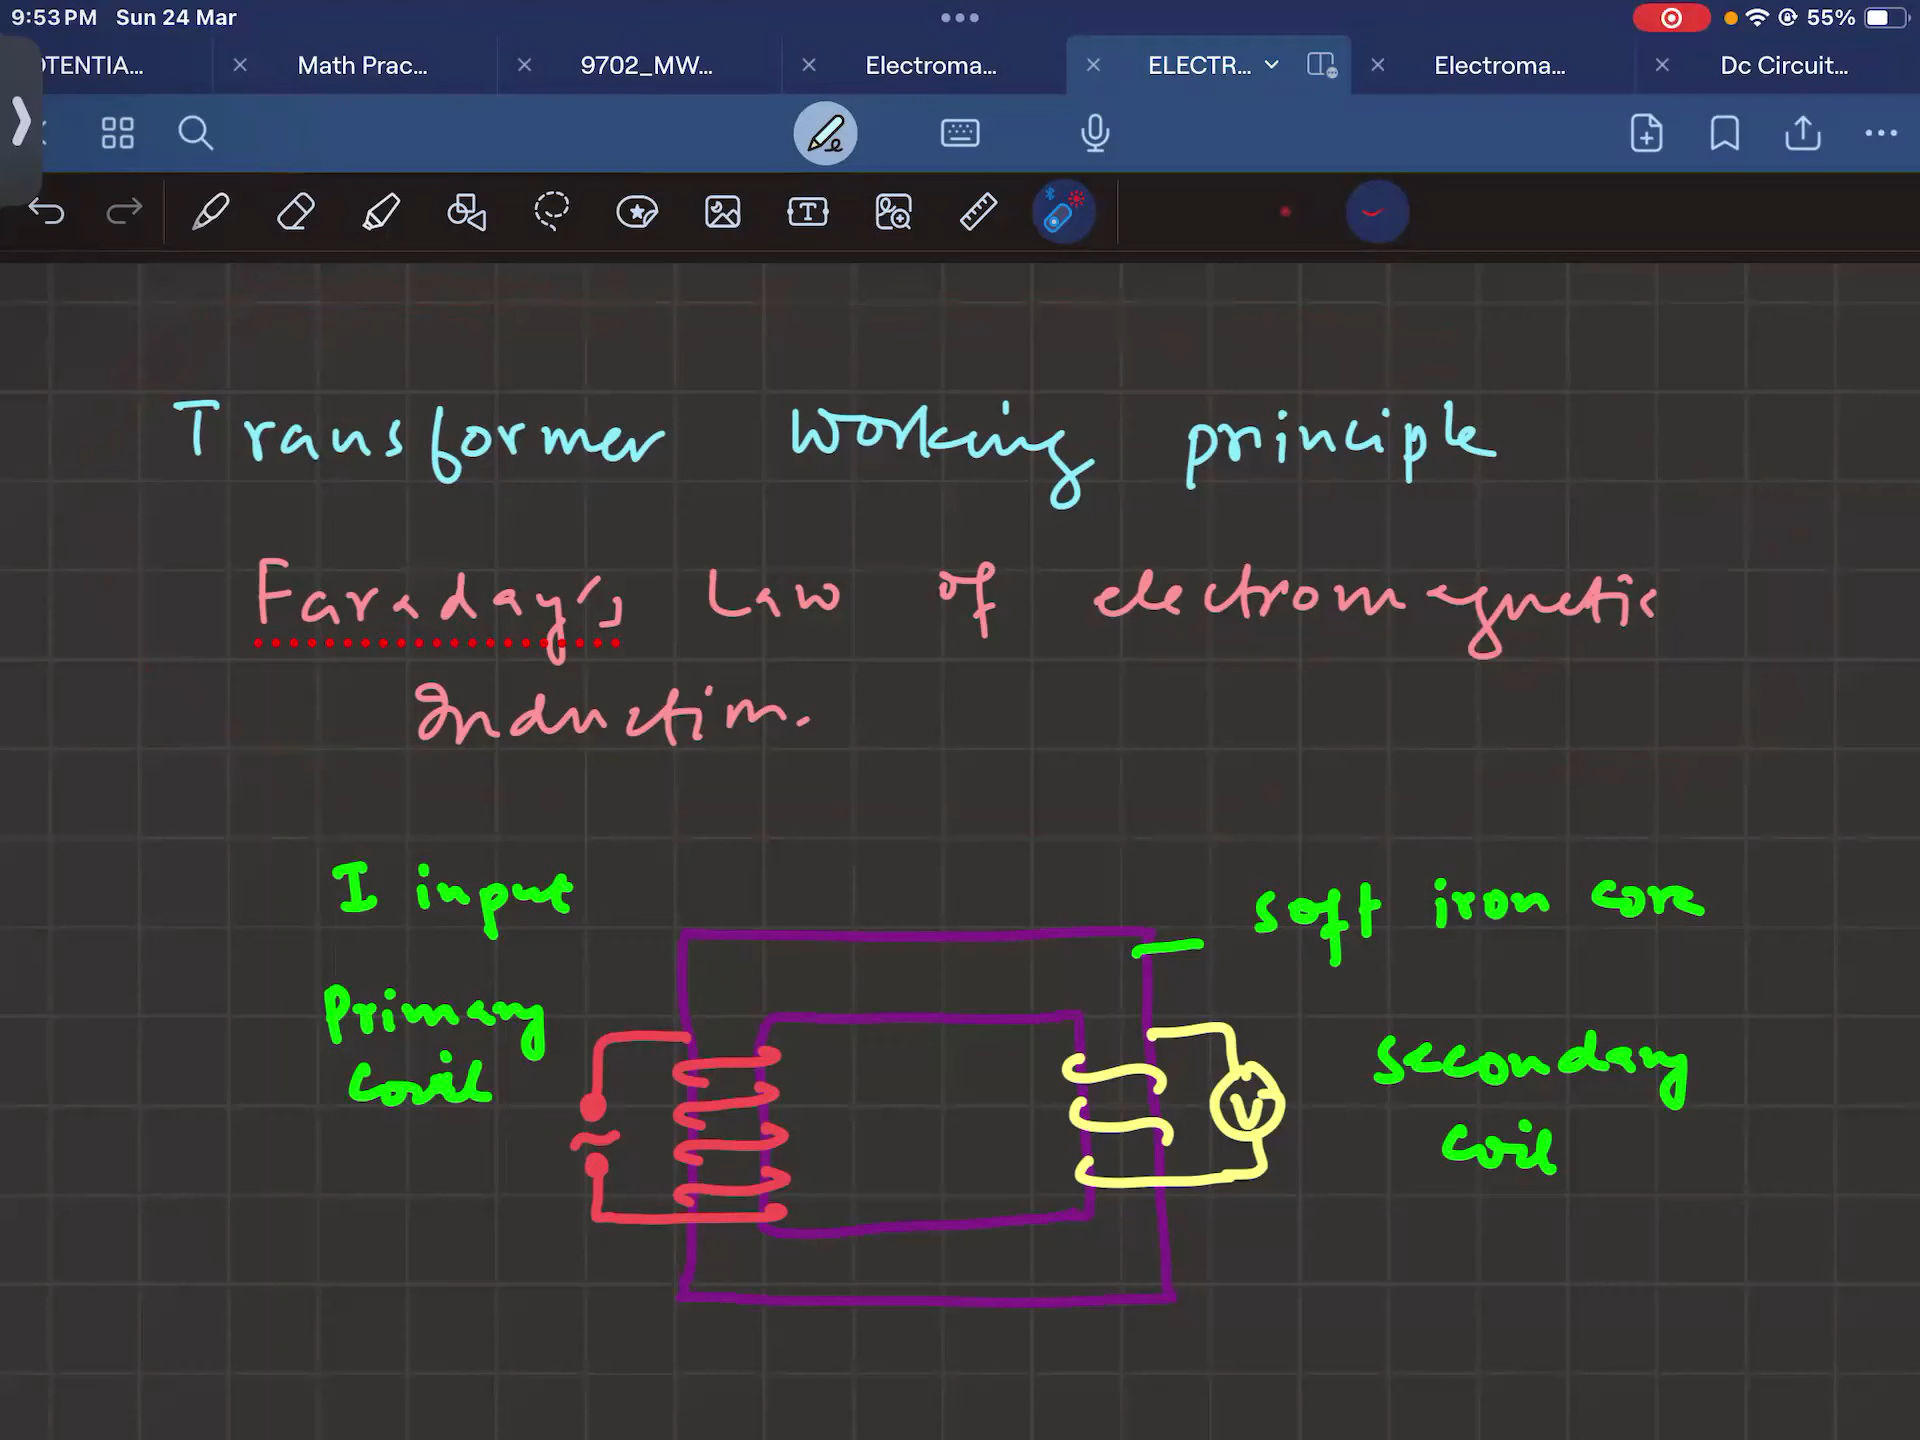 9:53 PM Sun 24 Mar
55%
OTENTIA...
Math Prac...
9702_MW...
Electroma...
ELECTR...
Electroma...
Dc Circuit...
Transformer working principle
Faraday's Law of electromagnetic
Induction.
I input
soft iron core
Primary
coil
secondary
coil
~
V